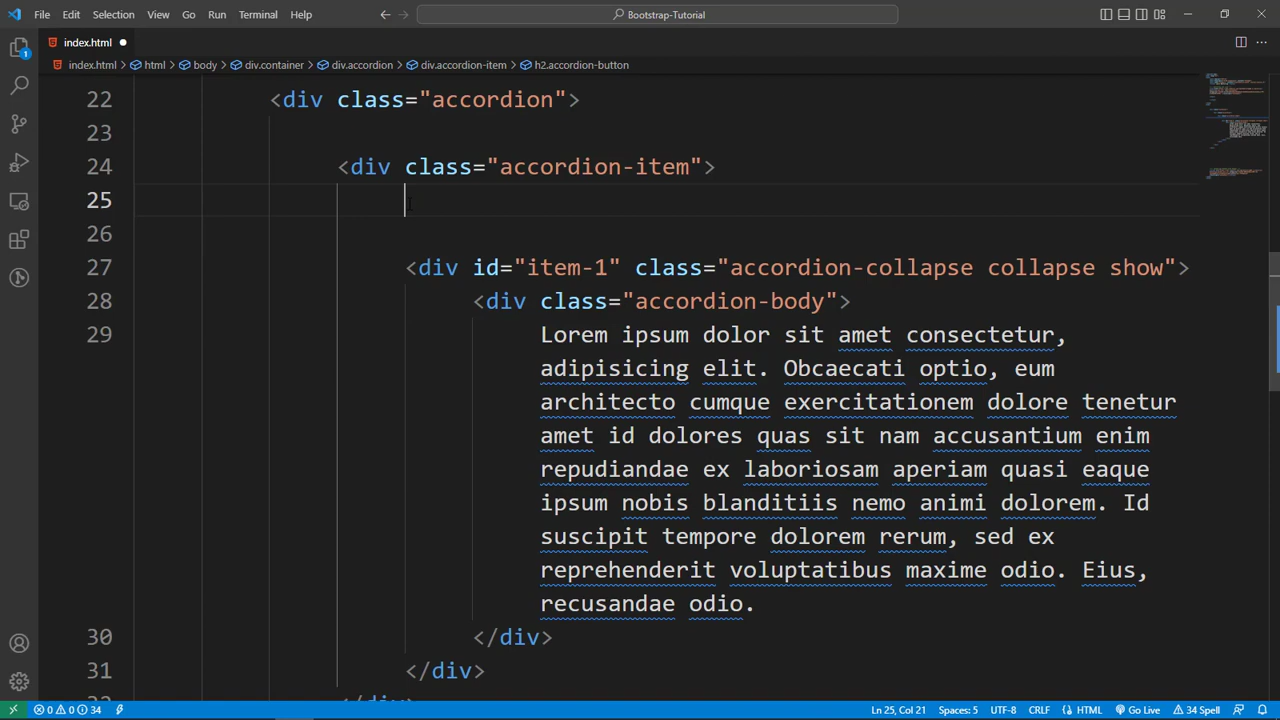 File Edit Selection View Go Run Terminal Help Bootstrap-Tutorial
index.html
index.html > html > body > div.container > div.accordion > div.accordion-item > h2.accordion-button
22 <div class="accordion">
23
24 <div class="accordion-item">
25
26
27 <div id="item-1" class="accordion-collapse collapse show">
28 <div class="accordion-body">
29 Lorem ipsum dolor sit amet consectetur,
adipisicing elit. Obcaecati optio, eum
architecto cumque exercitationem dolore tenetur
amet id dolores quas sit nam accusantium enim
repudiandae ex laboriosam aperiam quasi eaque
ipsum nobis blanditiis nemo animi dolorem. Id
suscipit tempore dolorem rerum, sed ex
reprehenderit voluptatibus maxime odio. Eius,
recusandae odio.
30 </div>
31 </div>
32 </div>
1
0 0 34 Ln 25, Col 21 Spaces: 5 UTF-8 CRLF HTML Go Live 34 Spell